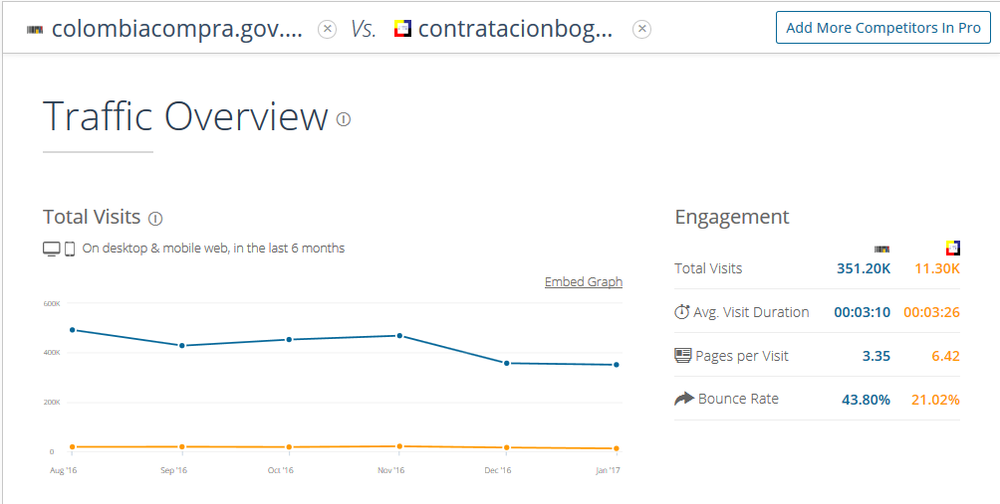 colombiacompra.gov.... Vs. contratacionbog... Add More Competitors In Pro
Traffic Overview
Total Visits
On desktop & mobile web, in the last 6 months
Embed Graph
600K
400K
200K
0
Aug '16 Sep '16 Oct '16 Nov '16 Dec '16 Jan '17
Engagement
Total Visits 351.20K 11.30K
Avg. Visit Duration 00:03:10 00:03:26
Pages per Visit 3.35 6.42
Bounce Rate 43.80% 21.02%